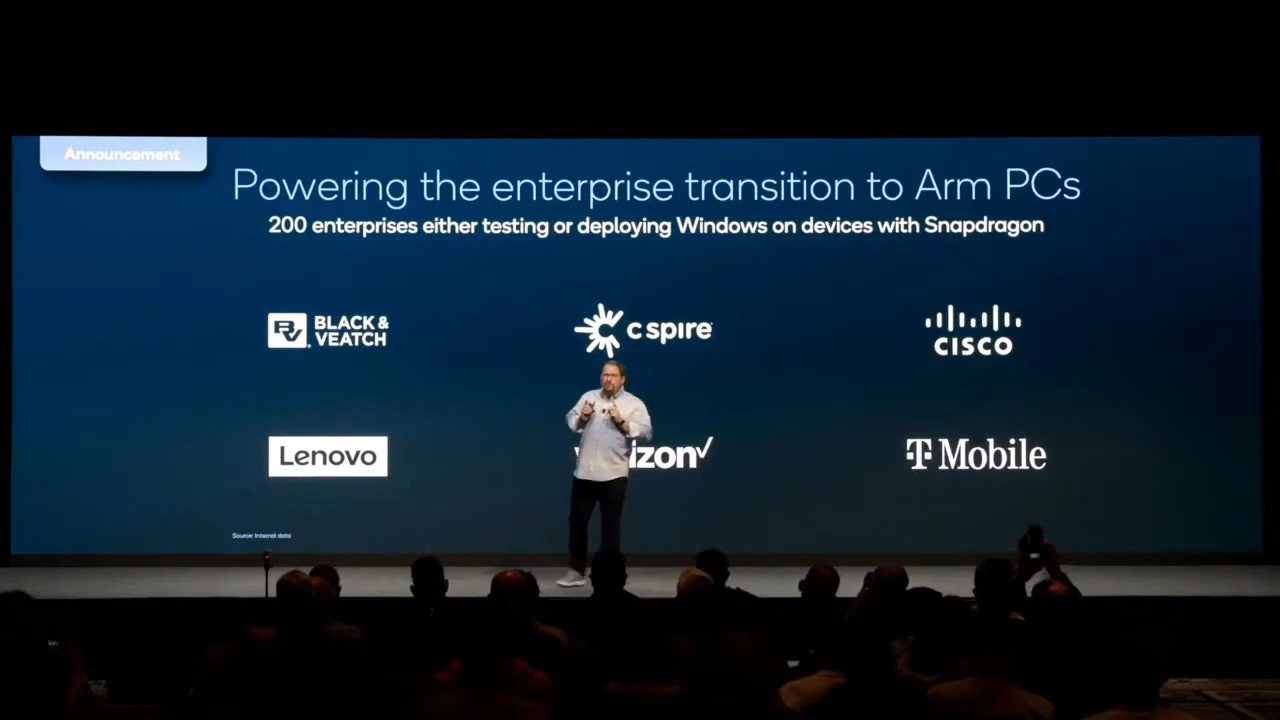 Announcement
Powering the enterprise transition to Arm PCs
200 enterprises either testing or deploying Windows on devices with Snapdragon
BLACK &
VEATCH
c spire
CISCO
Lenovo
izon
T Mobile
Source: Internal data